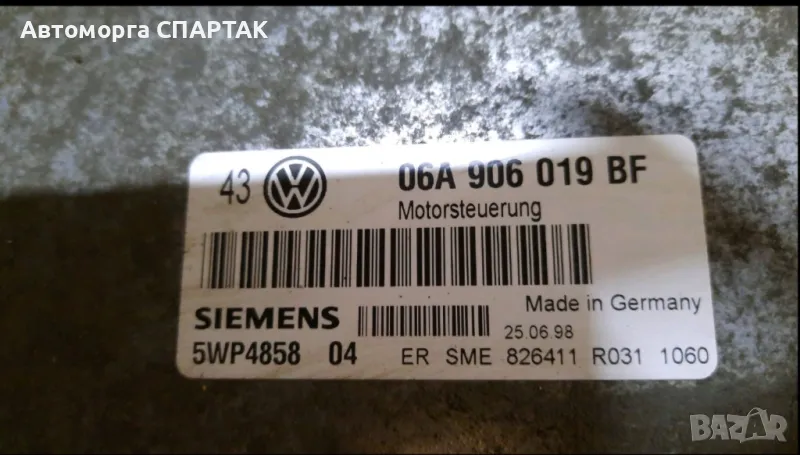 Автоморга СПАРТАК
43 06A 906 019 BF
Motorsteuerung
Made in Germany
SIEMENS 25.06.98
5WP4858 04 ER SME 826411 R031 1060
BAZAR